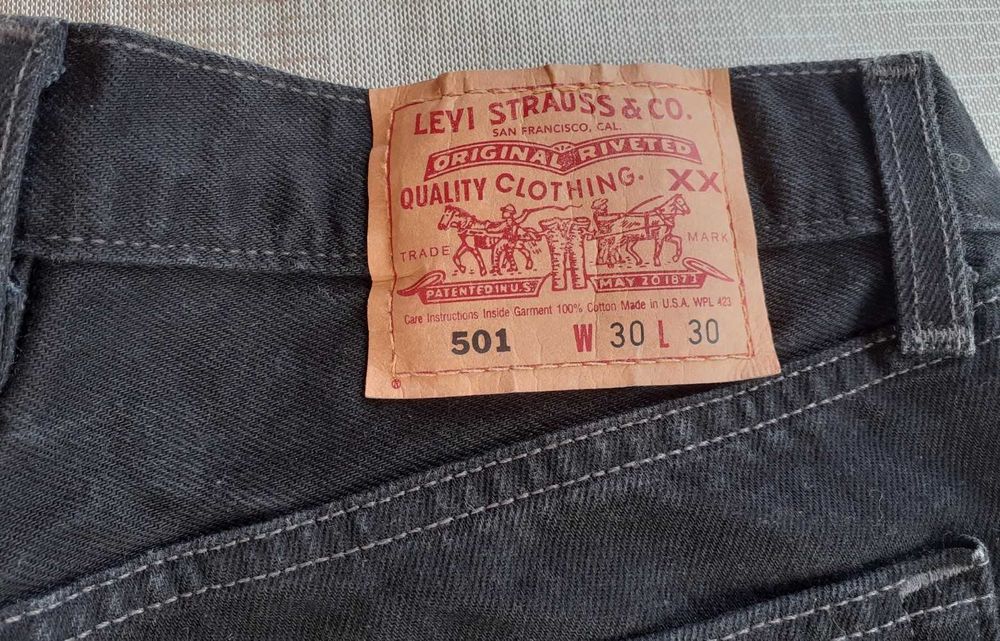 LEVI STRAUSS & CO.
SAN FRANCISCO, CAL.
ORIGINAL RIVETED
QUALITY CLOTHING. XX
TRADE MARK
PATENTED IN U.S. MAY 20 1873
Care Instructions Inside Garment 100% Cotton Made in U.S.A. WPL 423
501 W 30 L 30
®